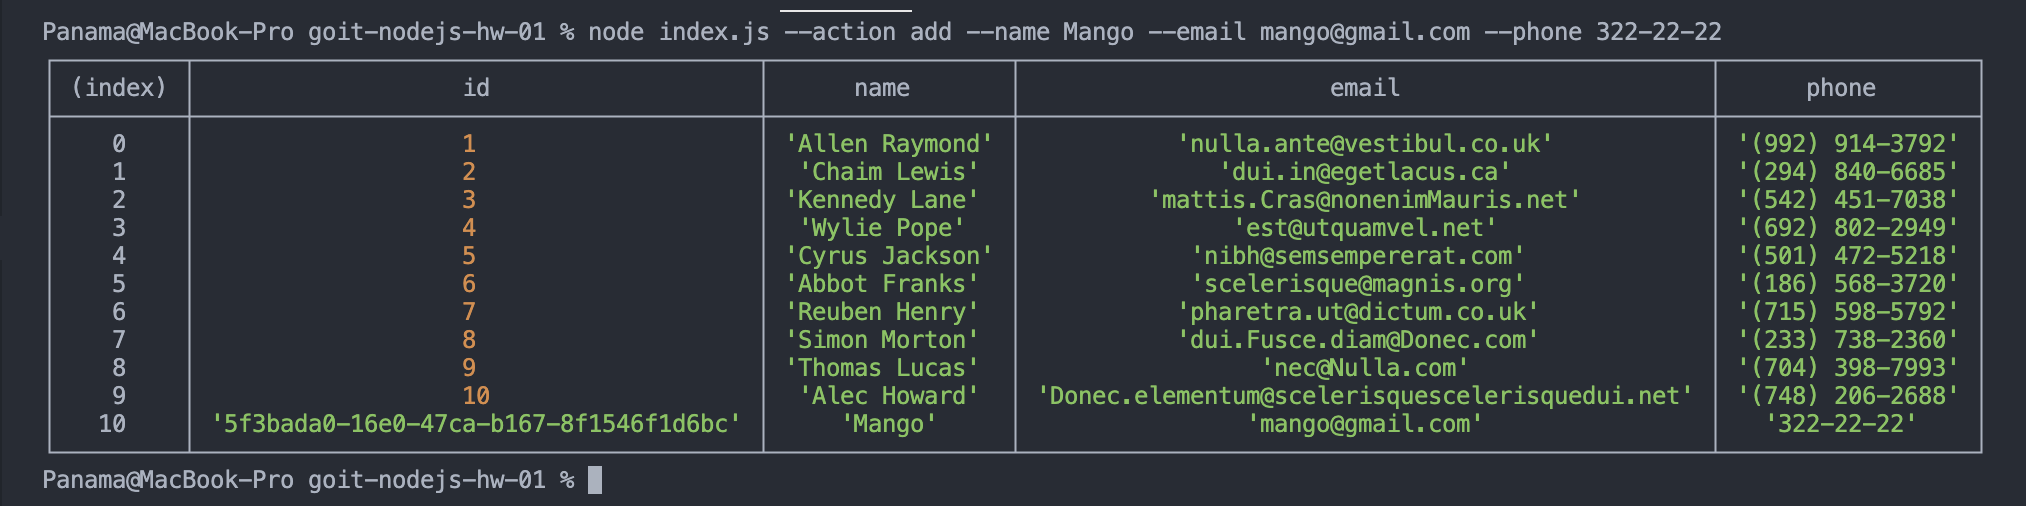 Panama@MacBook-Pro goit-nodejs-hw-01 % node index.js --action add --name Mango --email mango@gmail.com --phone 322-22-22
(index) id name email phone
0 1 'Allen Raymond' 'nulla.ante@vestibul.co.uk' '(992) 914-3792'
1 2 'Chaim Lewis' 'dui.in@egetlacus.ca' '(294) 840-6685'
2 3 'Kennedy Lane' 'mattis.Cras@nonenimMauris.net' '(542) 451-7038'
3 4 'Wylie Pope' 'est@utquamvel.net' '(692) 802-2949'
4 5 'Cyrus Jackson' 'nibh@semsempererat.com' '(501) 472-5218'
5 6 'Abbot Franks' 'scelerisque@magnis.org' '(186) 568-3720'
6 7 'Reuben Henry' 'pharetra.ut@dictum.co.uk' '(715) 598-5792'
7 8 'Simon Morton' 'dui.Fusce.diam@Donec.com' '(233) 738-2360'
8 9 'Thomas Lucas' 'nec@Nulla.com' '(704) 398-7993'
9 10 'Alec Howard' 'Donec.elementum@scelerisquescelerisquedui.net' '(748) 206-2688'
10 '5f3bada0-16e0-47ca-b167-8f1546f1d6bc' 'Mango' 'mango@gmail.com' '322-22-22'
Panama@MacBook-Pro goit-nodejs-hw-01 %